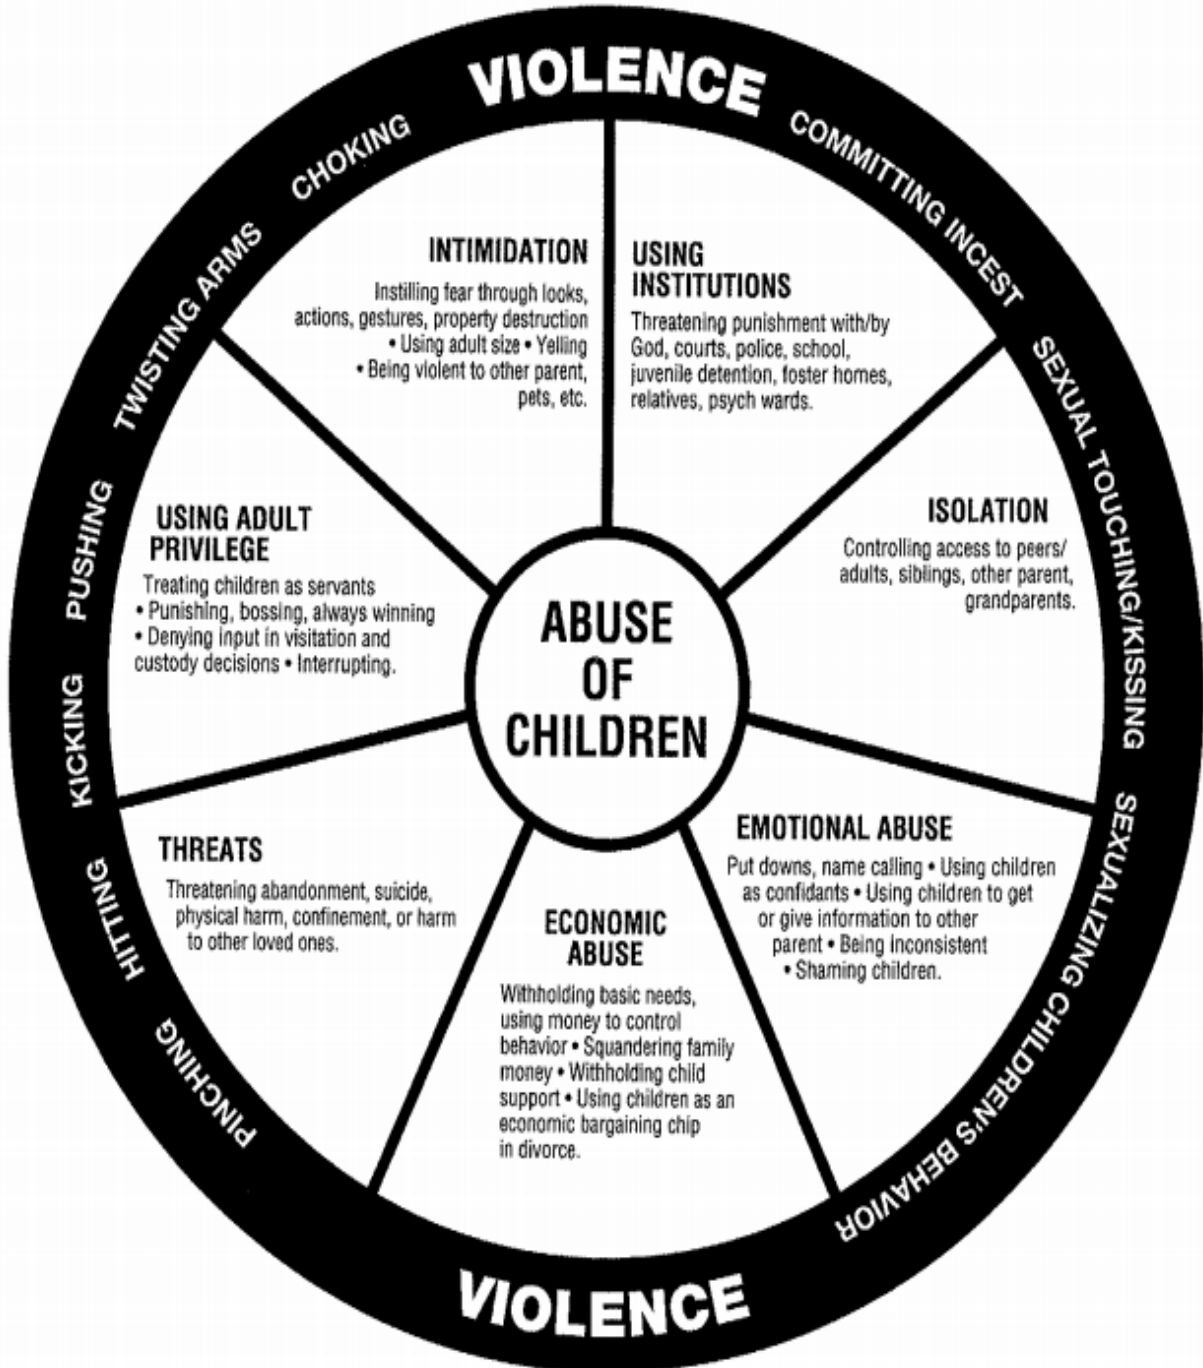 VIOLENCE
CHOKING
TWISTING ARMS
PUSHING
KICKING
HITTING
PINCHING
COMMITTING INCEST
SEXUAL TOUCHING/KISSING
SEXUALIZING CHILDREN'S BEHAVIOR
INTIMIDATION
Instilling fear through looks,
actions, gestures, property destruction
• Using adult size • Yelling
• Being violent to other parent,
pets, etc.
USING
INSTITUTIONS
Threatening punishment with/by
God, courts, police, school,
juvenile detention, foster homes,
relatives, psych wards.
ISOLATION
Controlling access to peers/
adults, siblings, other parent,
grandparents.
EMOTIONAL ABUSE
Put downs, name calling • Using children
as confidants • Using children to get
or give information to other
parent • Being inconsistent
• Shaming children.
ECONOMIC
ABUSE
Withholding basic needs,
using money to control
behavior • Squandering family
money • Withholding child
support • Using children as an
economic bargaining chip
in divorce.
THREATS
Threatening abandonment, suicide,
physical harm, confinement, or harm
to other loved ones.
USING ADULT
PRIVILEGE
Treating children as servants
• Punishing, bossing, always winning
• Denying input in visitation and
custody decisions • Interrupting.
ABUSE
OF
CHILDREN
VIOLENCE